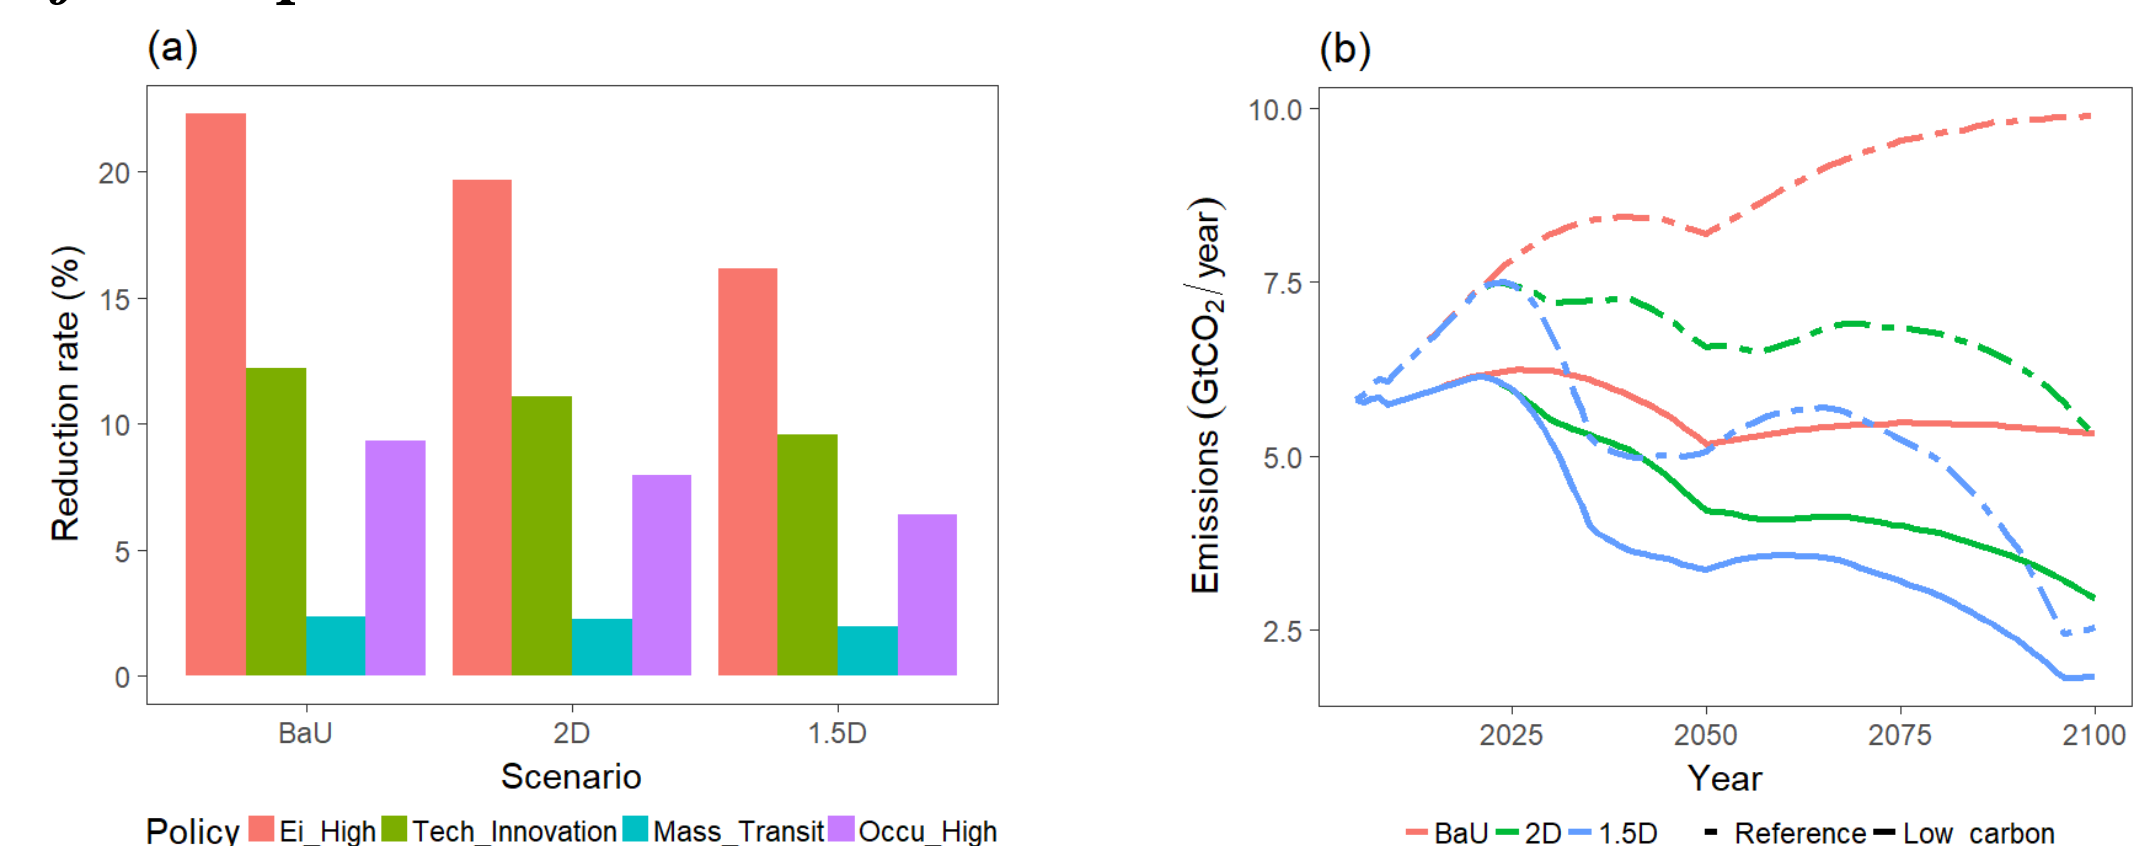 (a)
Reduction rate (%)
20
15
10
5
0
BaU 2D 1.5D
Scenario
Policy Ei_High Tech_Innovation Mass_Transit Occu_High
(b)
Emissions (GtCO₂/year)
10.0
7.5
5.0
2.5
2025 2050 2075 2100
Year
BaU 2D 1.5D Reference Low carbon